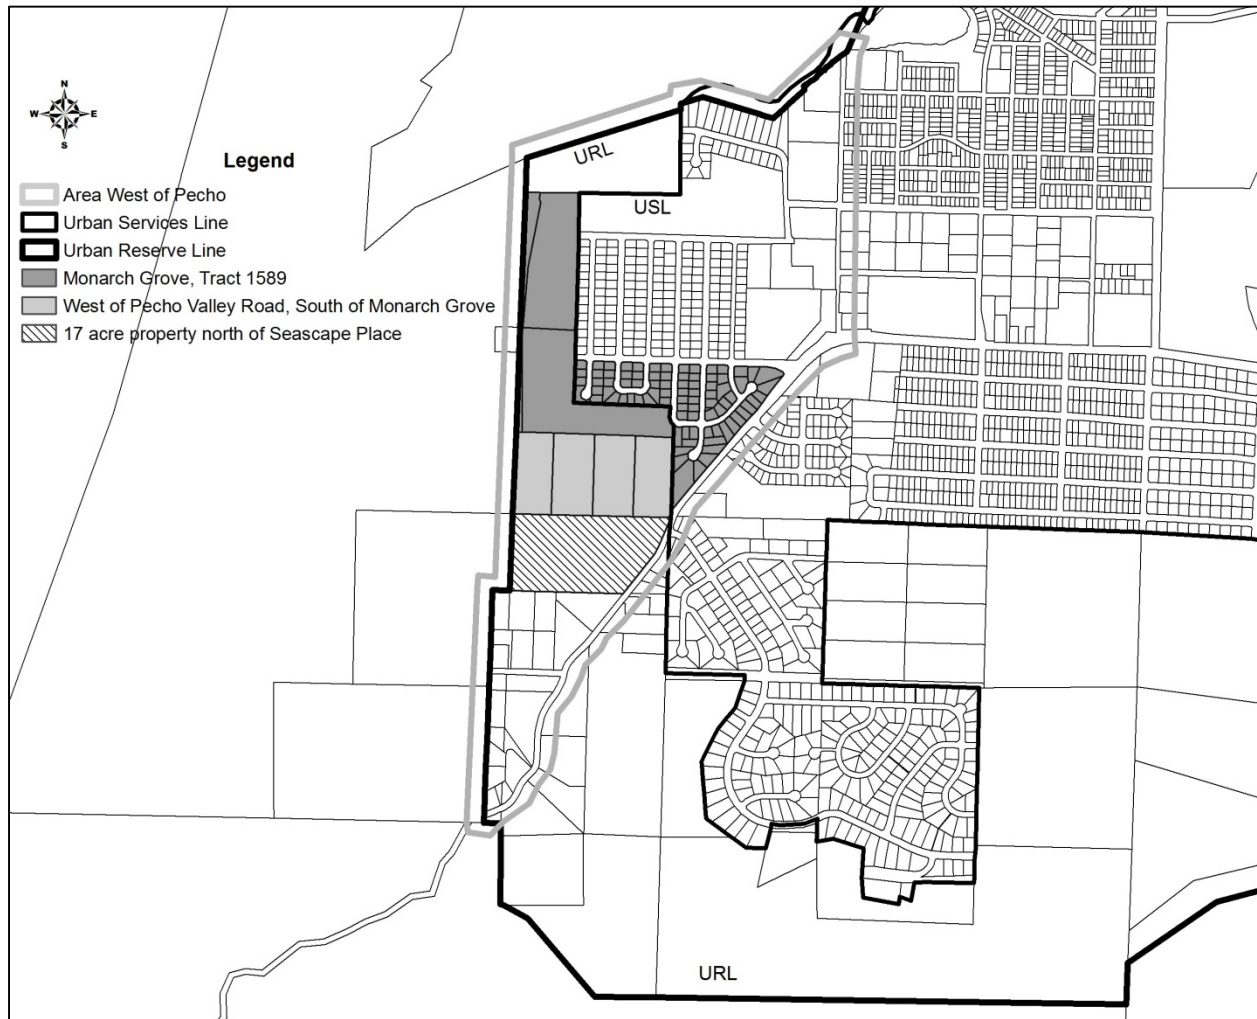 N
W E
S
Legend
Area West of Pecho
Urban Services Line
Urban Reserve Line
Monarch Grove, Tract 1589
West of Pecho Valley Road, South of Monarch Grove
17 acre property north of Seascape Place
URL
USL
URL